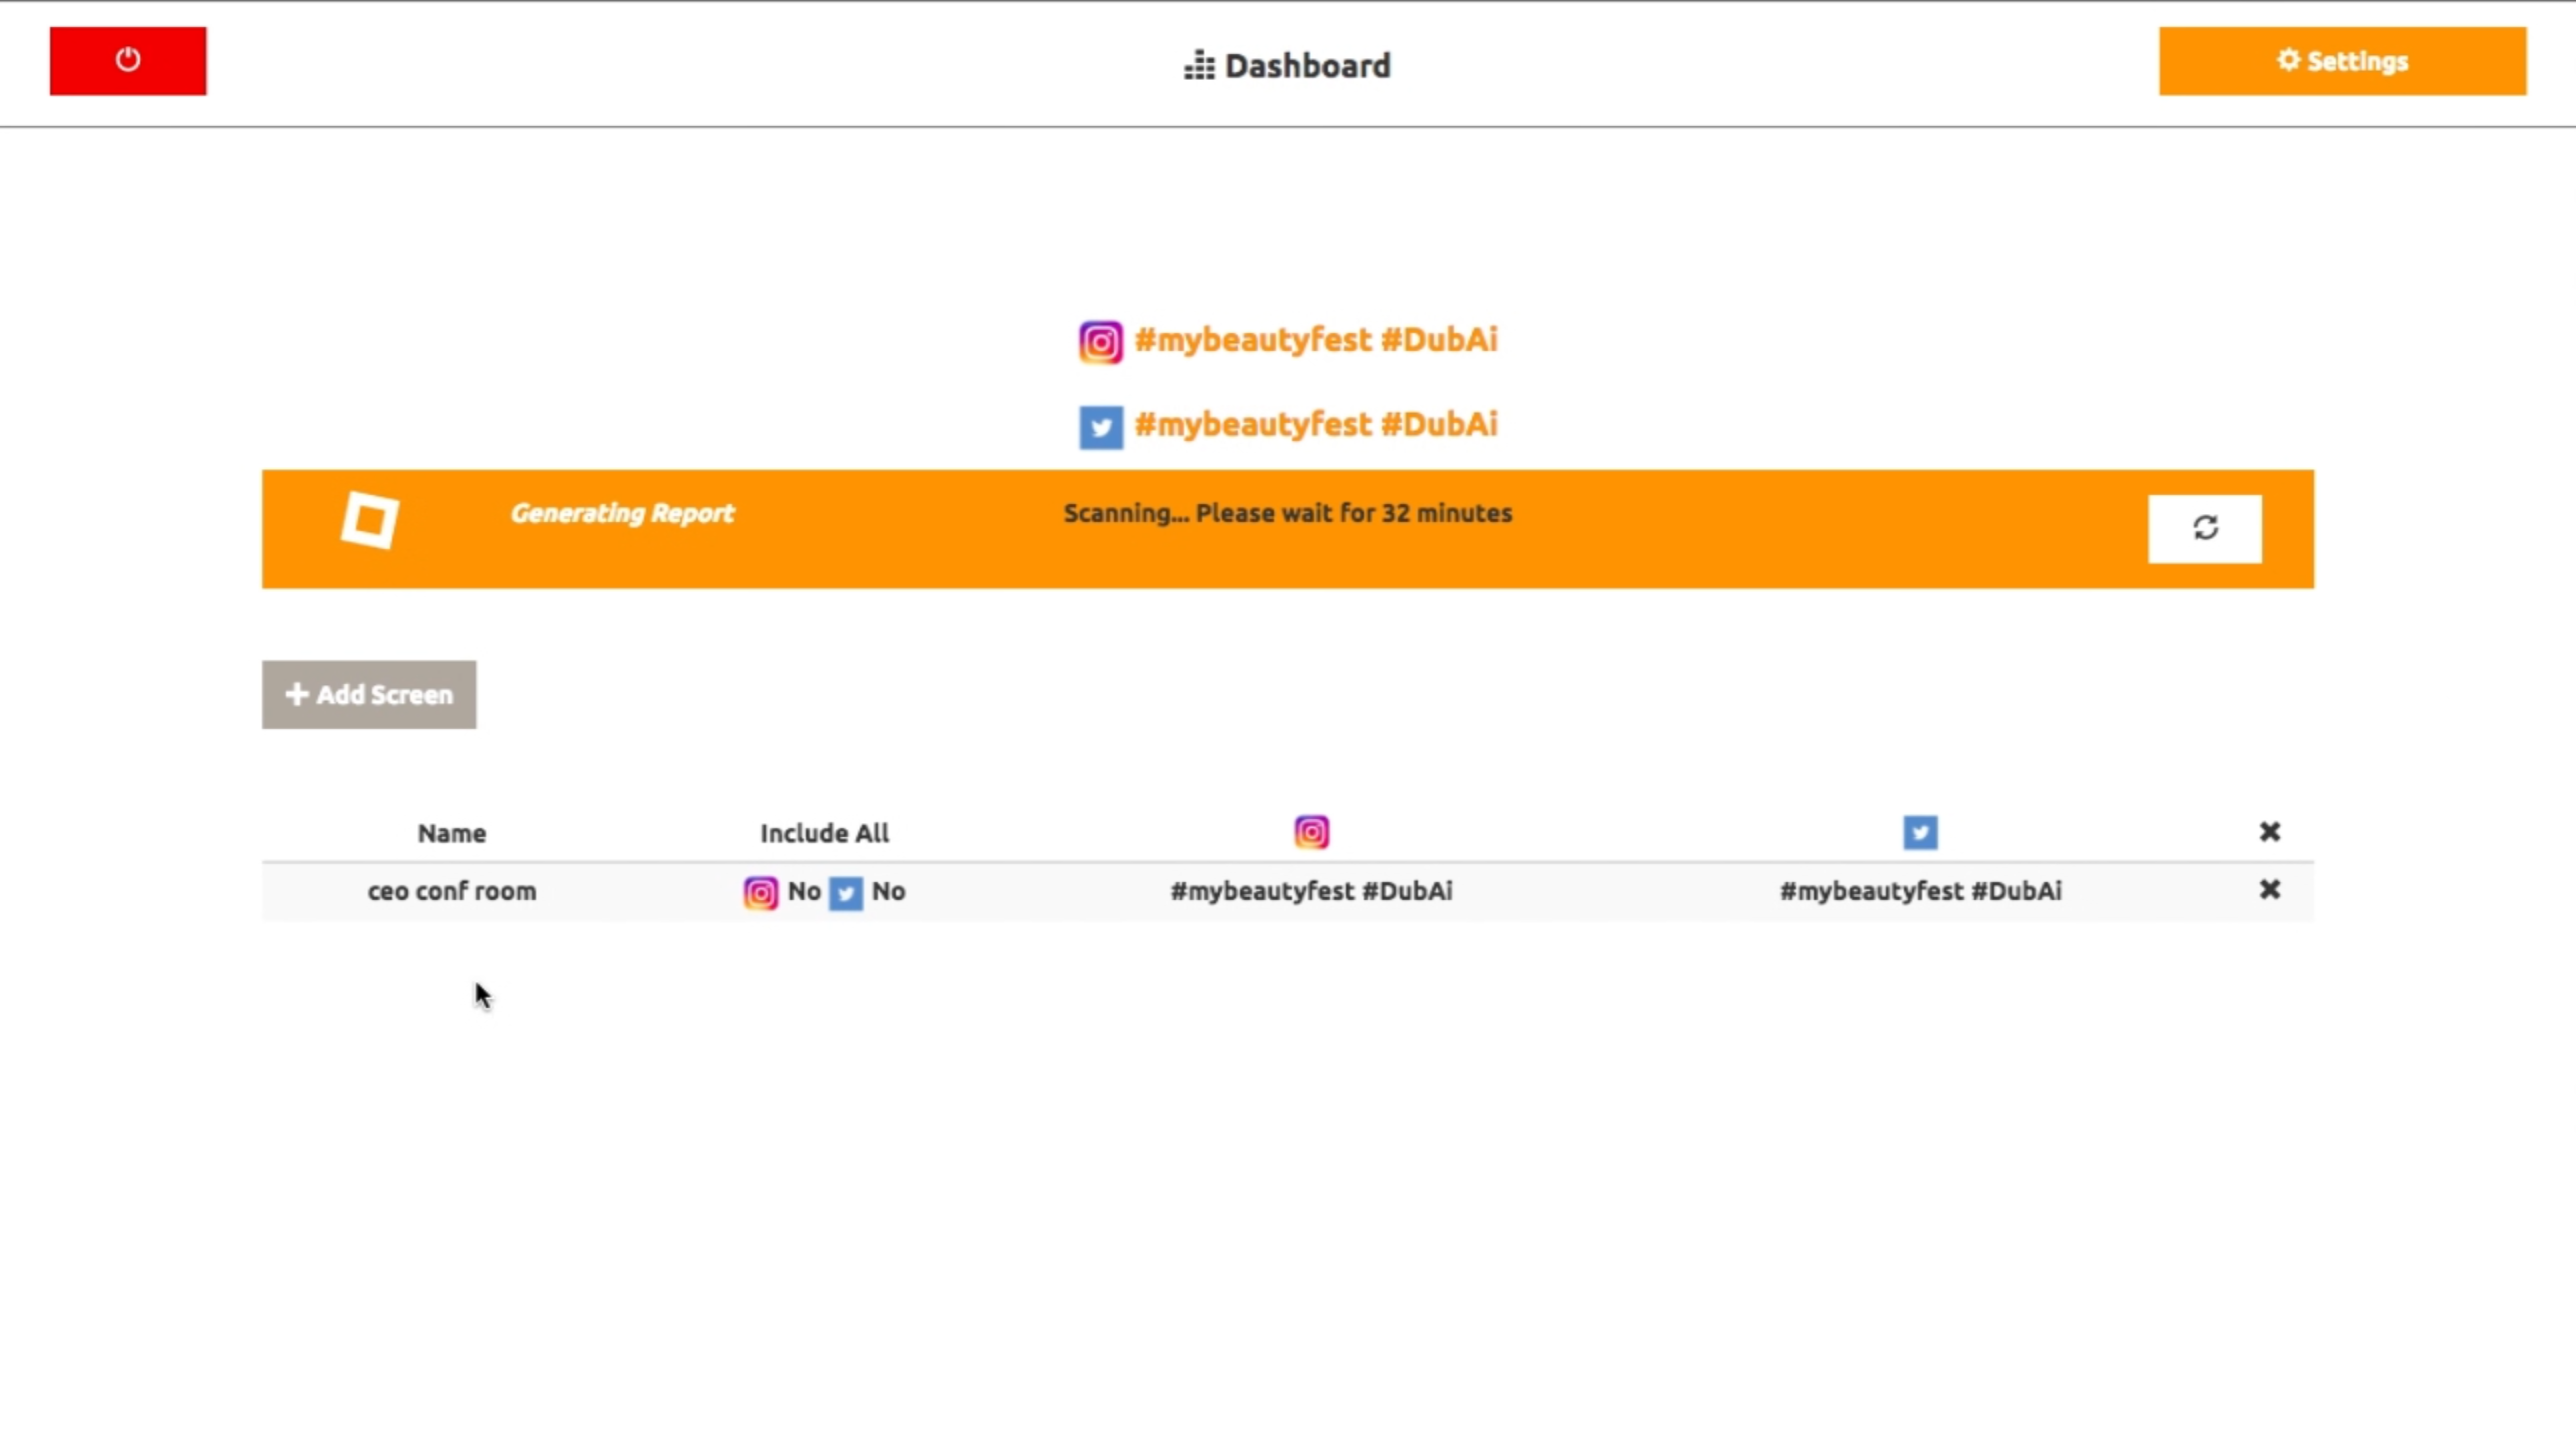 Dashboard
Settings
#mybeautyfest #DubAi
#mybeautyfest #DubAi
Generating Report
Scanning... Please wait for 32 minutes
Add Screen
Name Include All
ceo conf room No No #mybeautyfest #DubAi #mybeautyfest #DubAi